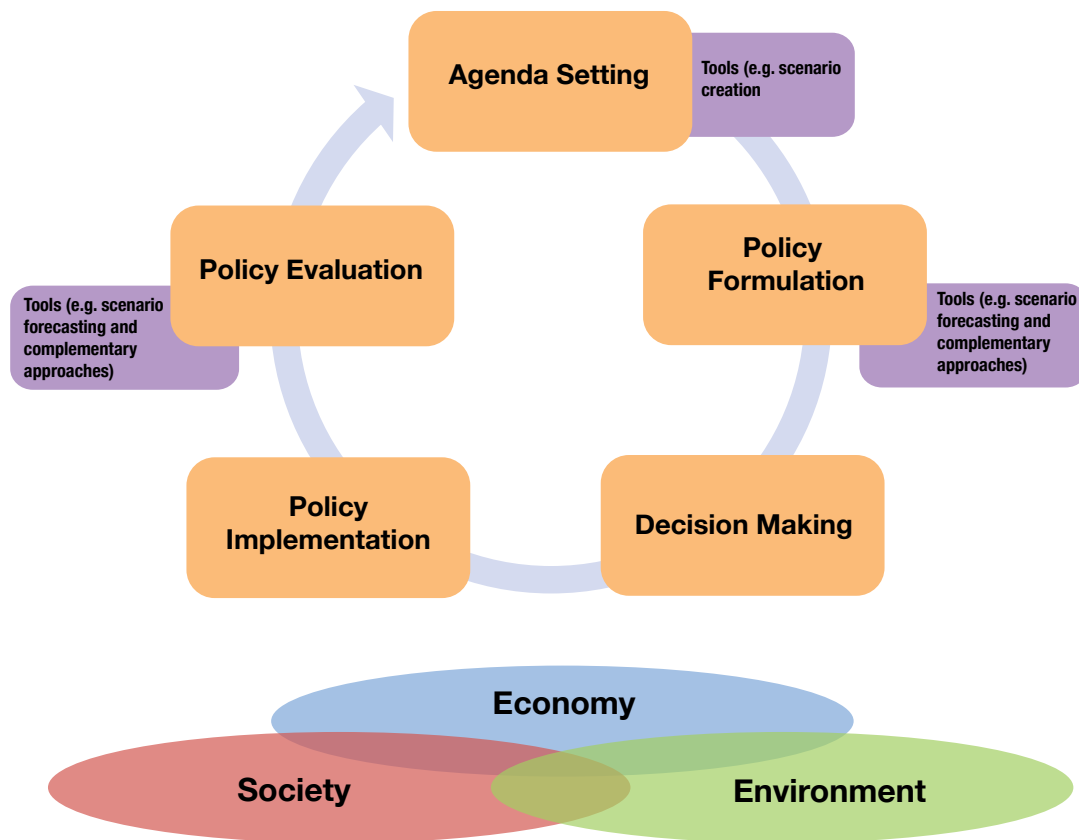 Agenda Setting
Tools (e.g. scenario
creation
Policy
Formulation
Tools (e.g. scenario
forecasting and
complementary
approaches)
Decision Making
Policy
Implementation
Policy Evaluation
Tools (e.g. scenario
forecasting and
complementary
approaches)
Economy
Society
Environment